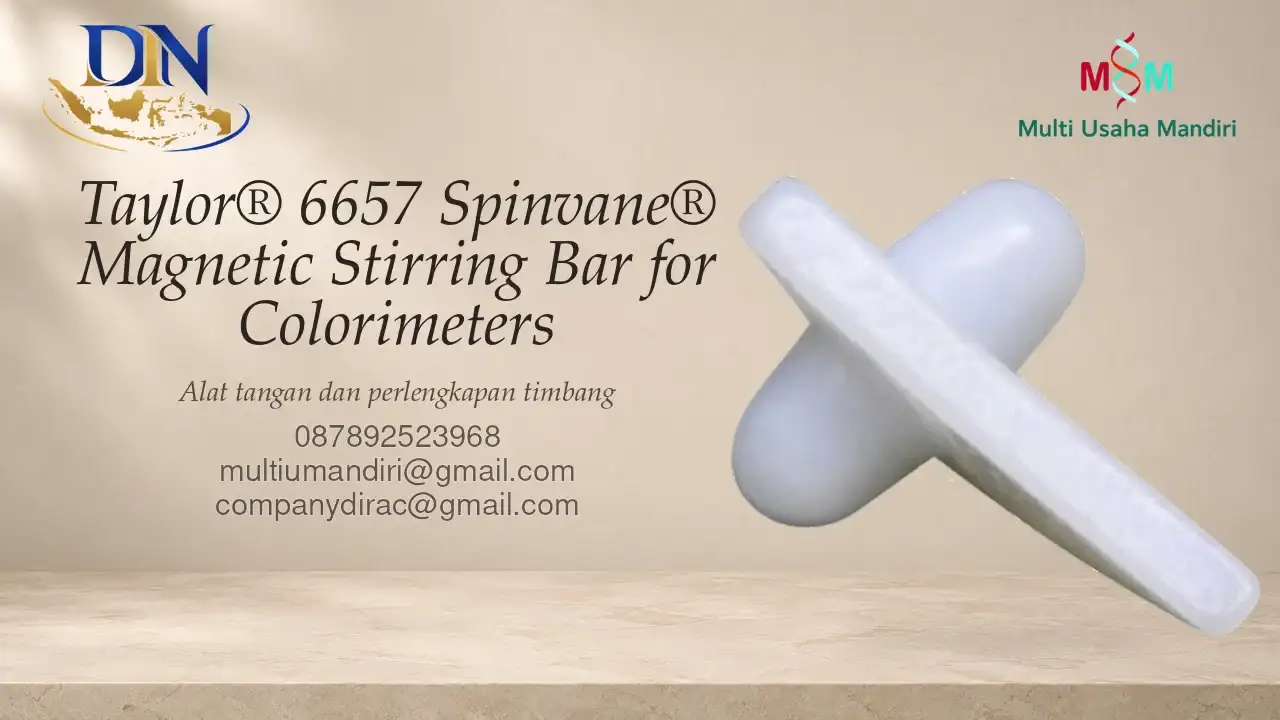 DN
M M
Multi Usaha Mandiri
Taylor® 6657 Spinvane®
Magnetic Stirring Bar for
Colorimeters
Alat tangan dan perlengkapan timbang
087892523968
multiumandiri@gmail.com
companydirac@gmail.com